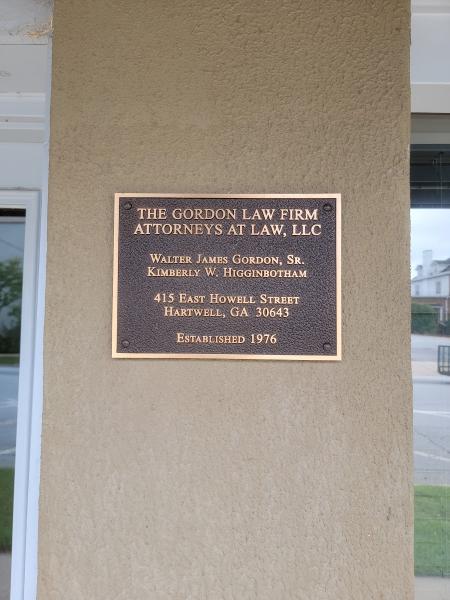 THE GORDON LAW FIRM
ATTORNEYS AT LAW, LLC
WALTER JAMES GORDON, SR.
KIMBERLY W. HIGGINBOTHAM
415 EAST HOWELL STREET
HARTWELL, GA 30643
ESTABLISHED 1976